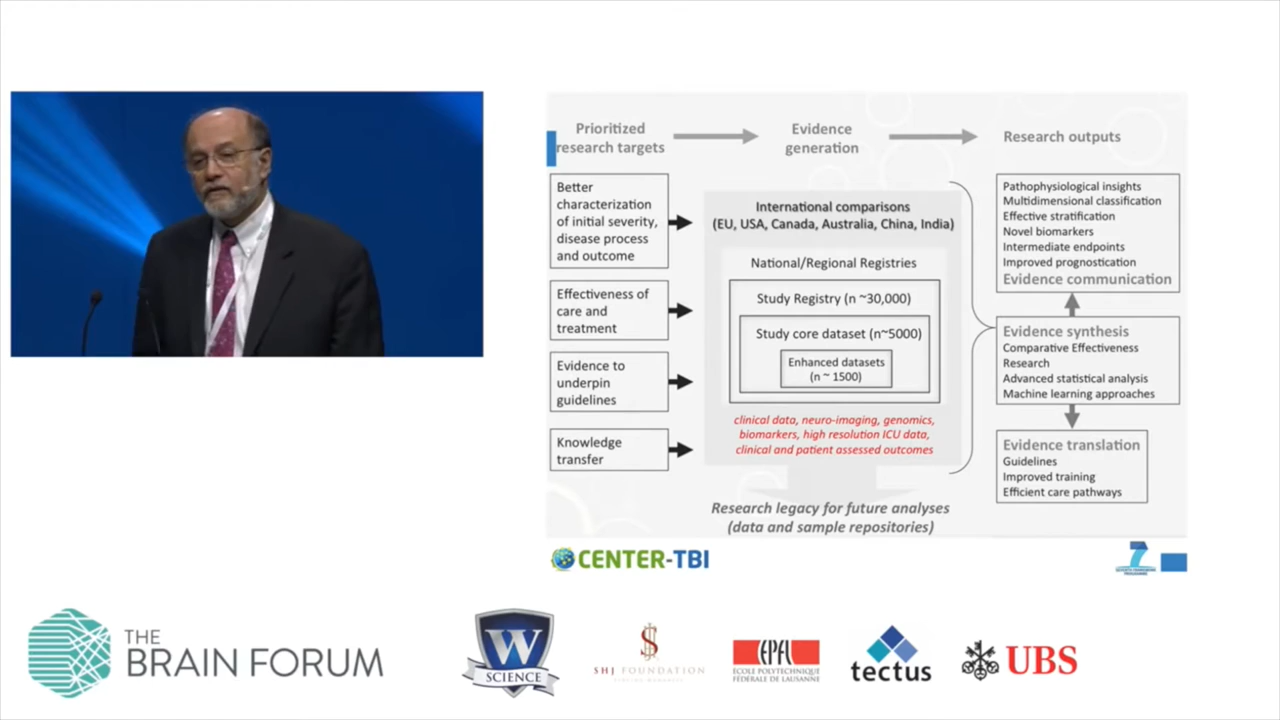 Prioritized
research targets
Evidence
generation
Research outputs
Better
characterization
of initial severity,
disease process
and outcome
Effectiveness of
care and
treatment
Evidence to
underpin
guidelines
Knowledge
transfer
International comparisons
(EU, USA, Canada, Australia, China, India)
National/Regional Registries
Study Registry (n ~30,000)
Study core dataset (n~5000)
Enhanced datasets
(n ~ 1500)
clinical data, neuro-imaging, genomics,
biomarkers, high resolution ICU data,
clinical and patient assessed outcomes
Research legacy for future analyses
(data and sample repositories)
Pathophysiological insights
Multidimensional classification
Effective stratification
Novel biomarkers
Intermediate endpoints
Improved prognostication
Evidence communication
Evidence synthesis
Comparative Effectiveness
Research
Advanced statistical analysis
Machine learning approaches
Evidence translation
Guidelines
Improved training
Efficient care pathways
CENTER-TBI
7
THE
BRAIN FORUM
W
SCIENCE
SHJ FOUNDATION
EPFL
ECOLE POLYTECHNIQUE
FÉDÉRALE DE LAUSANNE
tectus
UBS